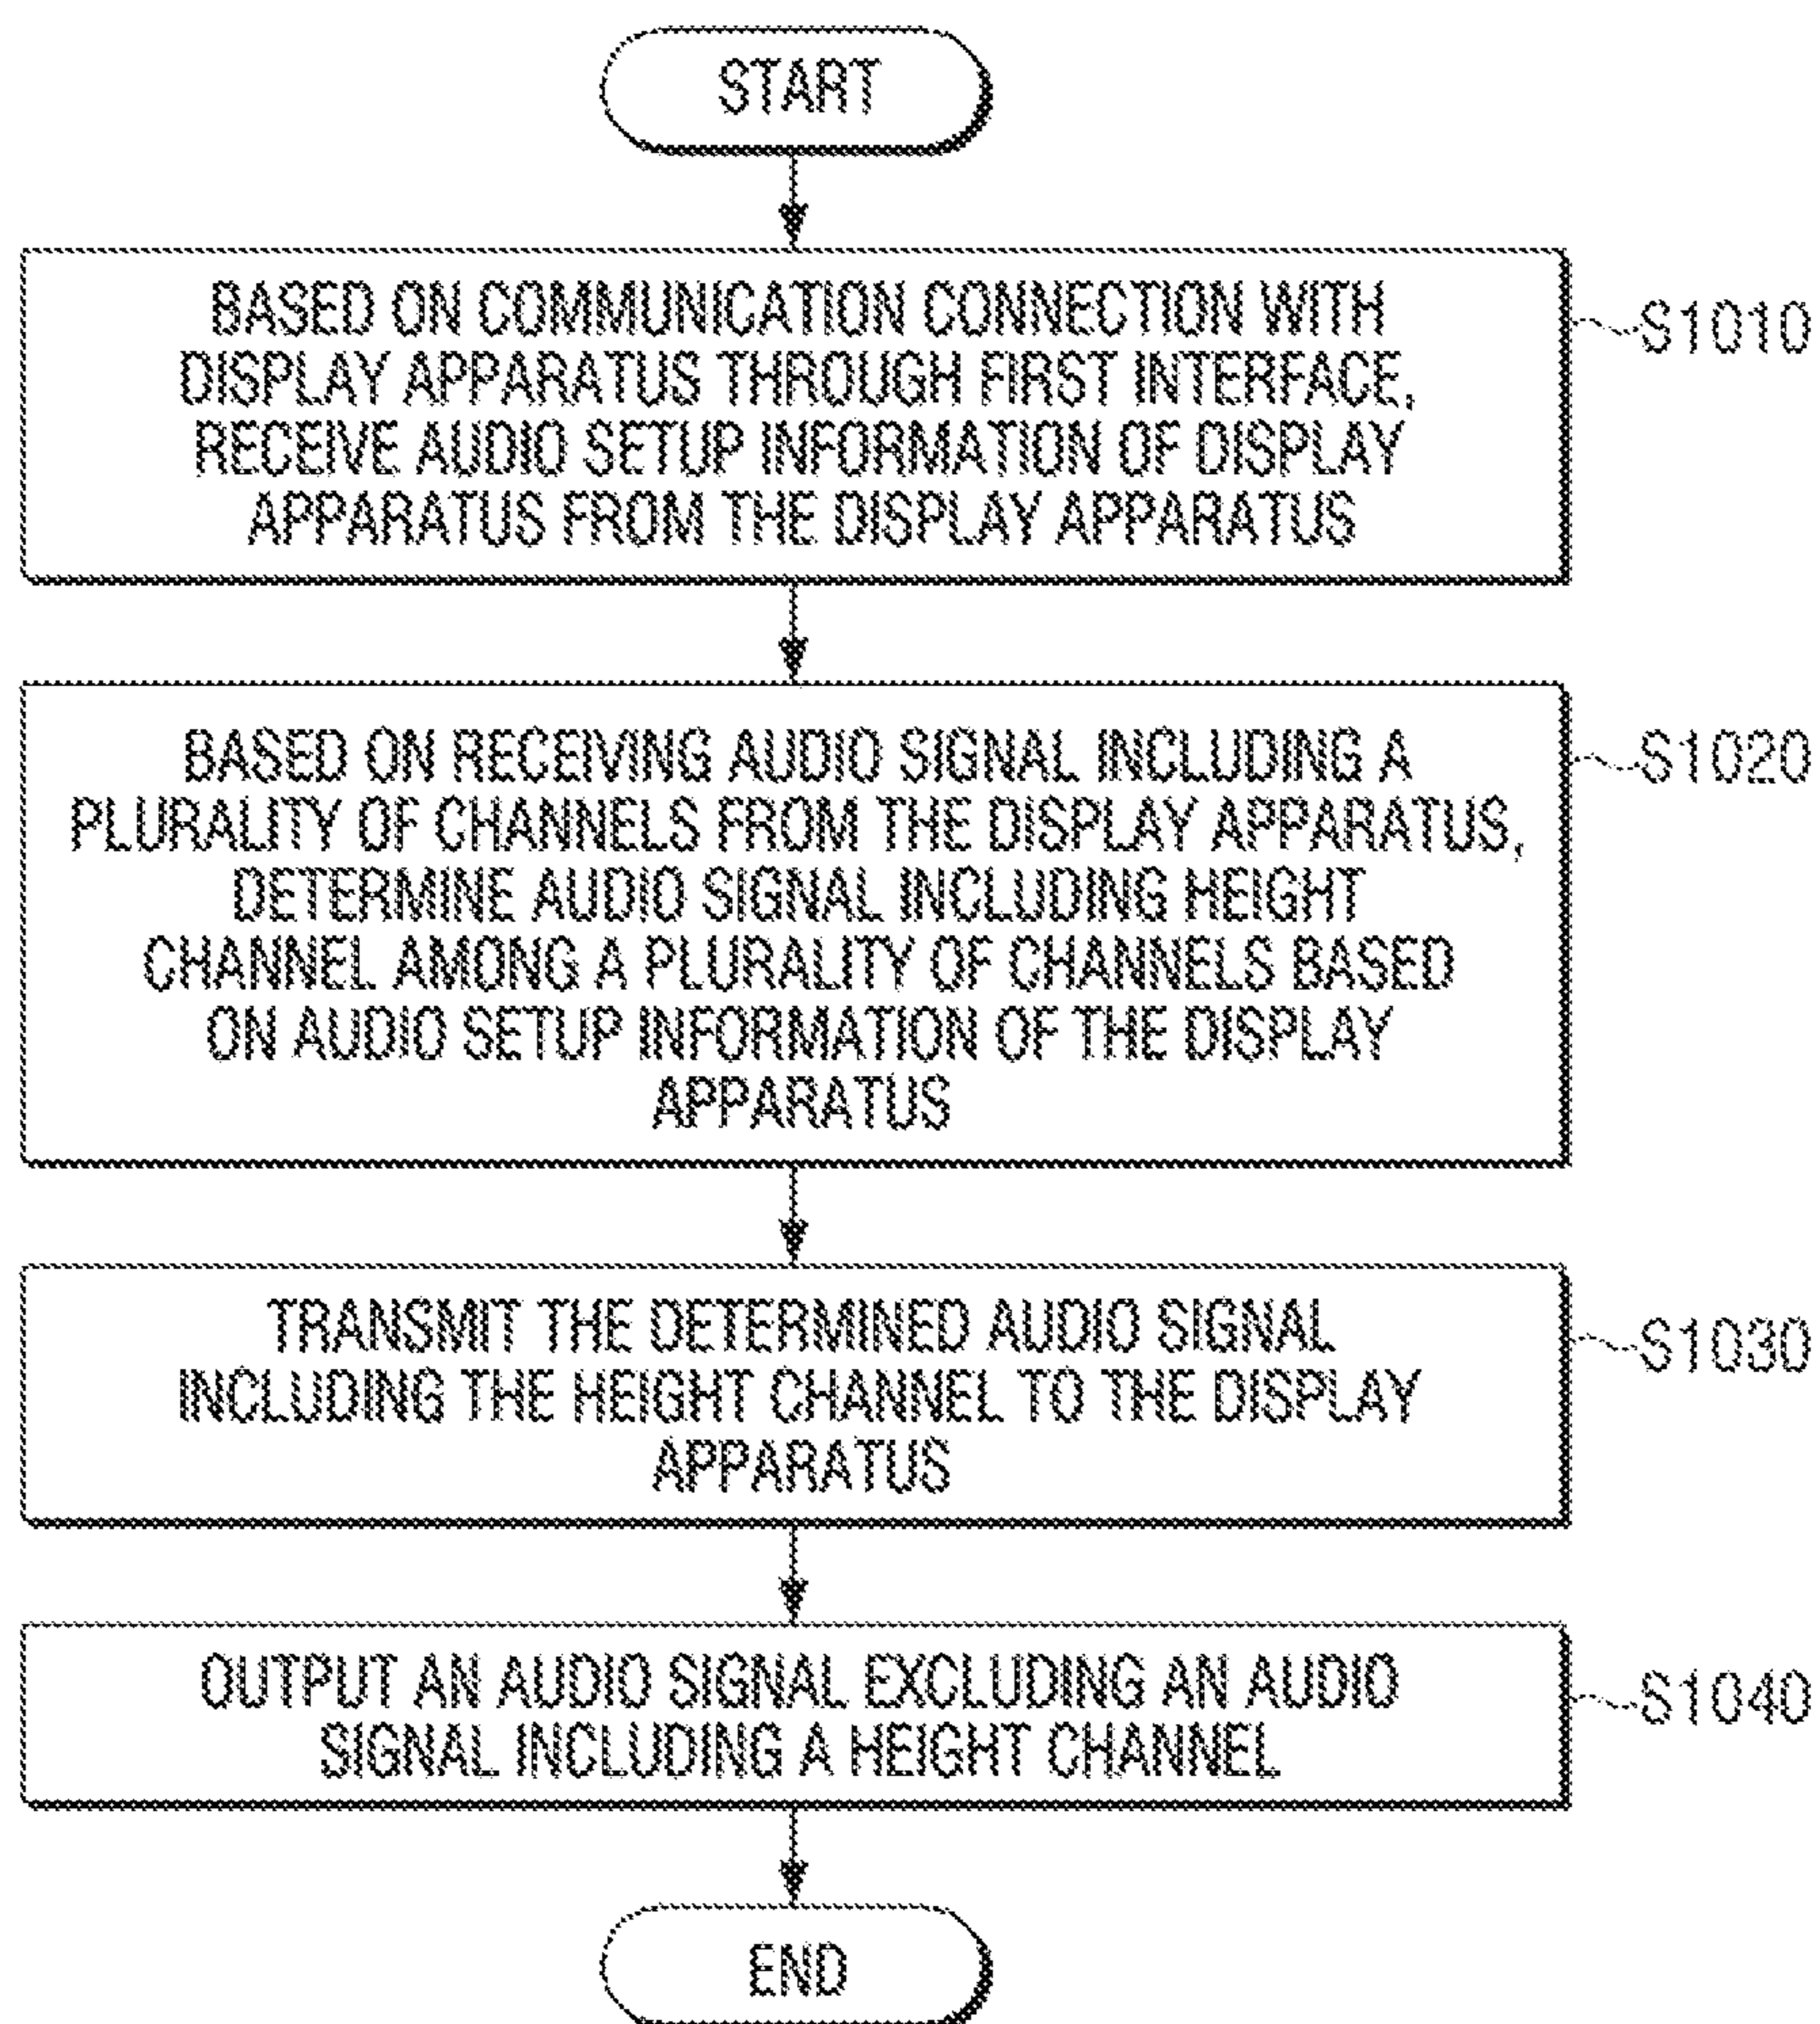 START
BASED ON COMMUNICATION CONNECTION WITH
DISPLAY APPARATUS THROUGH FIRST INTERFACE,
RECEIVE AUDIO SETUP INFORMATION OF DISPLAY
APPARATUS FROM THE DISPLAY APPARATUS
S1010
BASED ON RECEIVING AUDIO SIGNAL INCLUDING A
PLURALITY OF CHANNELS FROM THE DISPLAY APPARATUS,
DETERMINE AUDIO SIGNAL INCLUDING HEIGHT
CHANNEL AMONG A PLURALITY OF CHANNELS BASED
ON AUDIO SETUP INFORMATION OF THE DISPLAY
APPARATUS
S1020
TRANSMIT THE DETERMINED AUDIO SIGNAL
INCLUDING THE HEIGHT CHANNEL TO THE DISPLAY
APPARATUS
S1030
OUTPUT AN AUDIO SIGNAL EXCLUDING AN AUDIO
SIGNAL INCLUDING A HEIGHT CHANNEL
S1040
END